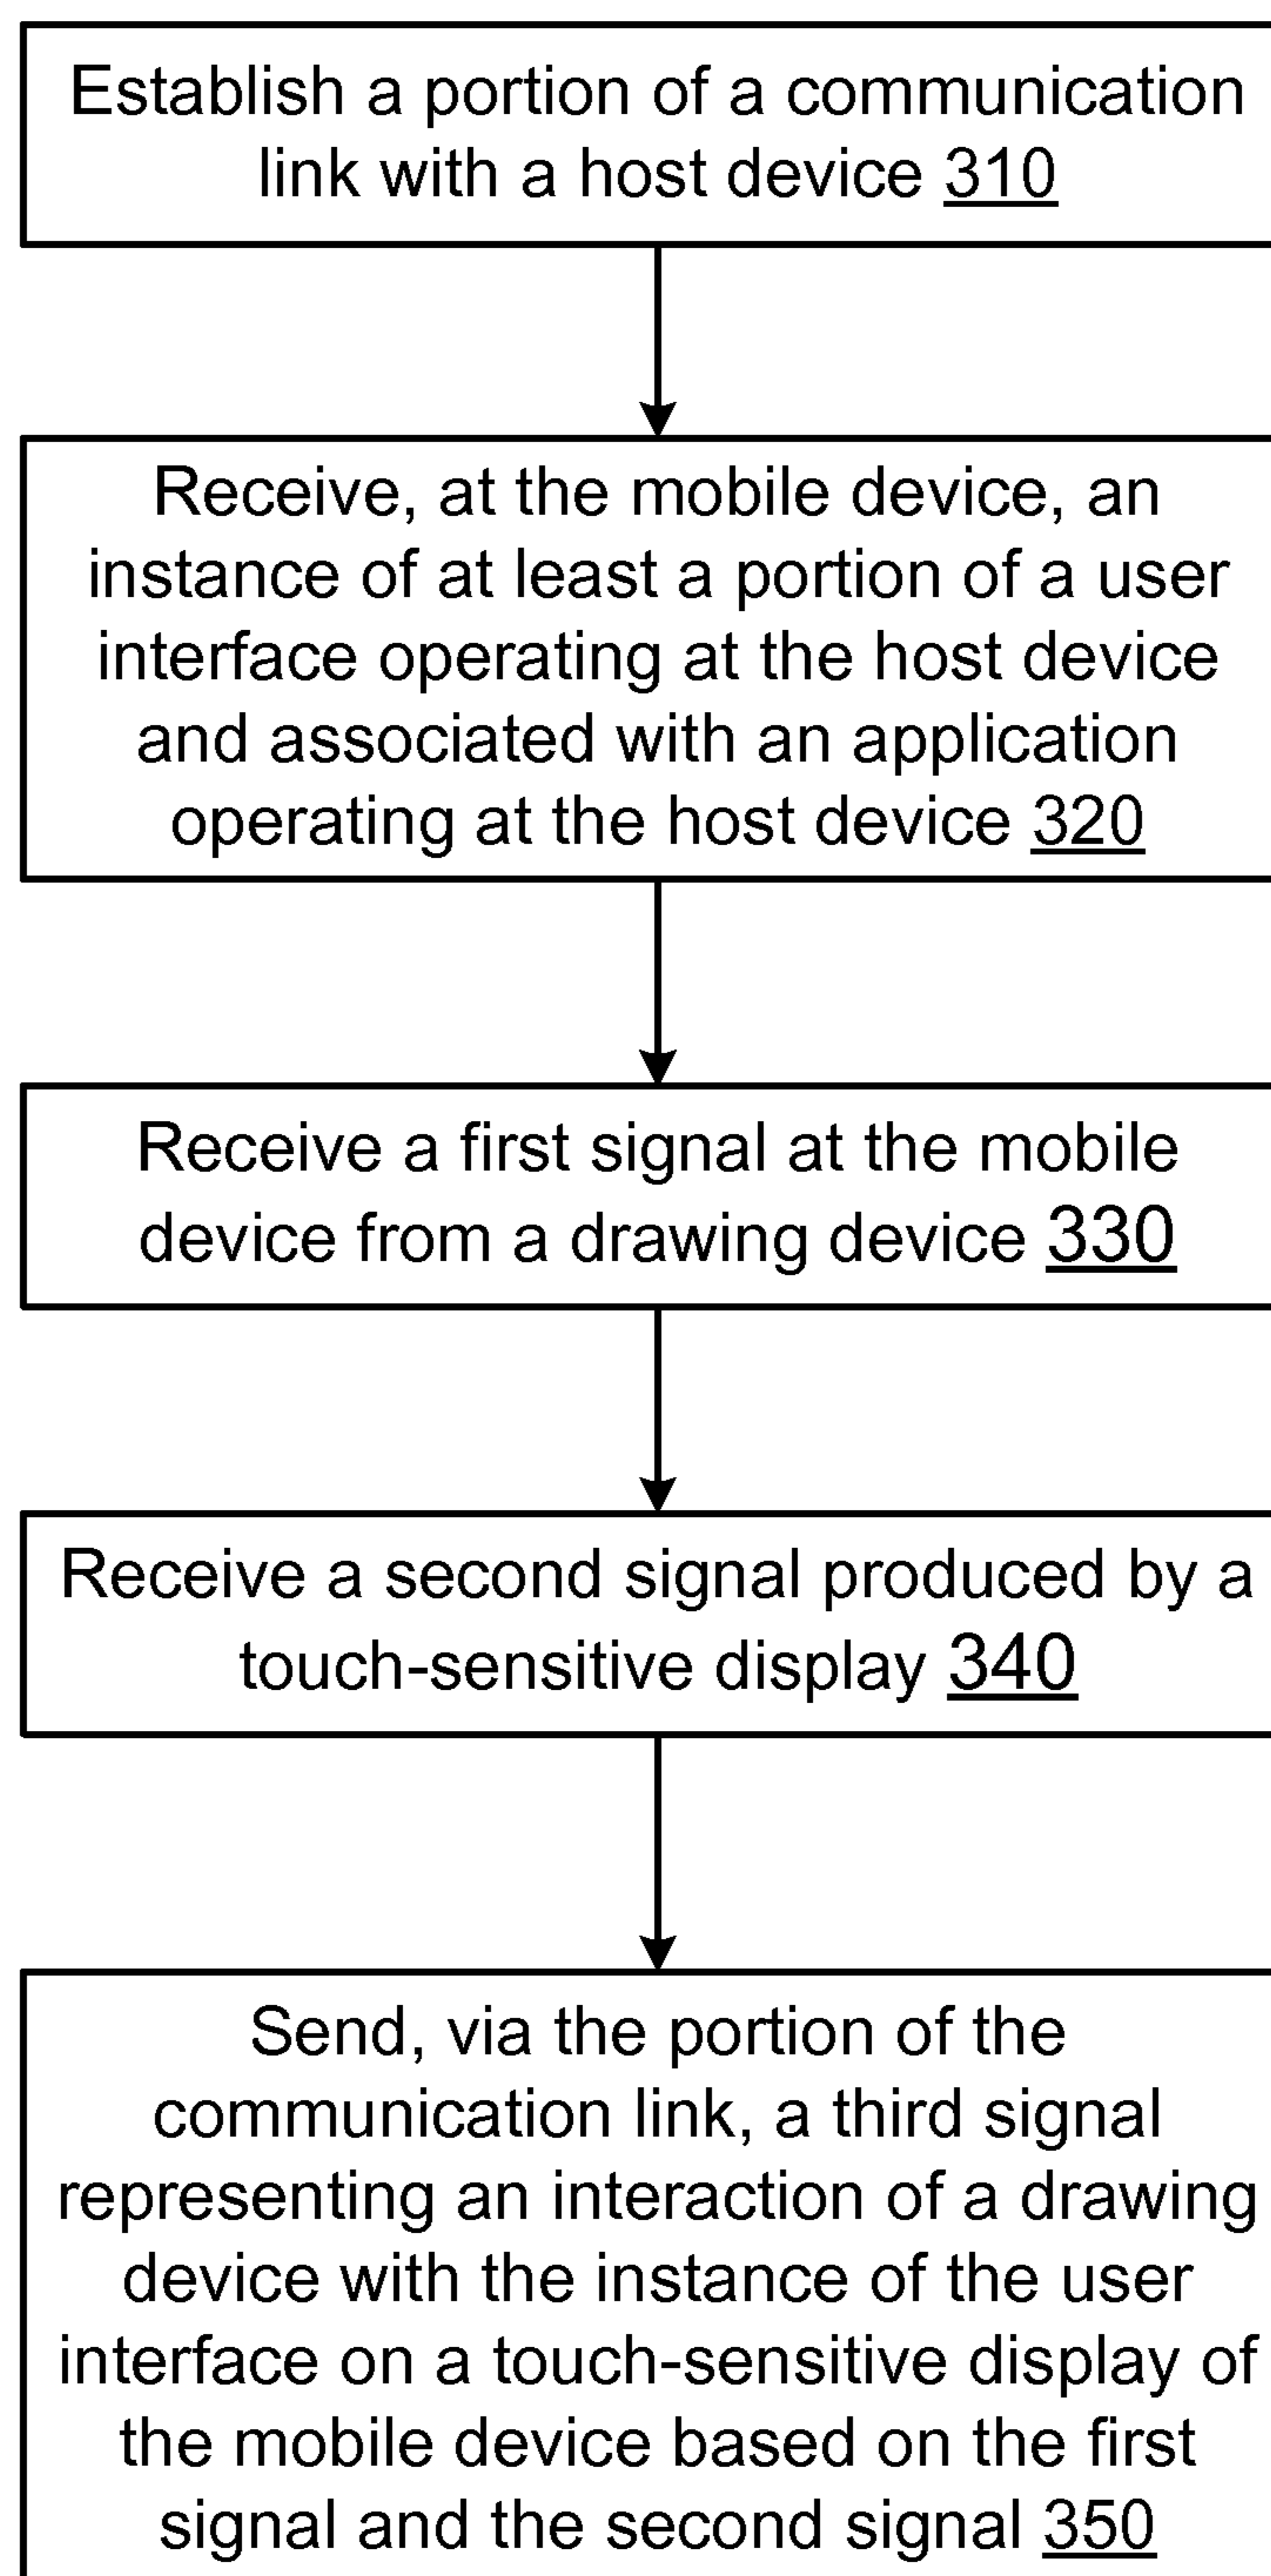 Establish a portion of a communication
link with a host device 310
Receive, at the mobile device, an
instance of at least a portion of a user
interface operating at the host device
and associated with an application
operating at the host device 320
Receive a first signal at the mobile
device from a drawing device 330
Receive a second signal produced by a
touch-sensitive display 340
Send, via the portion of the
communication link, a third signal
representing an interaction of a drawing
device with the instance of the user
interface on a touch-sensitive display of
the mobile device based on the first
signal and the second signal 350